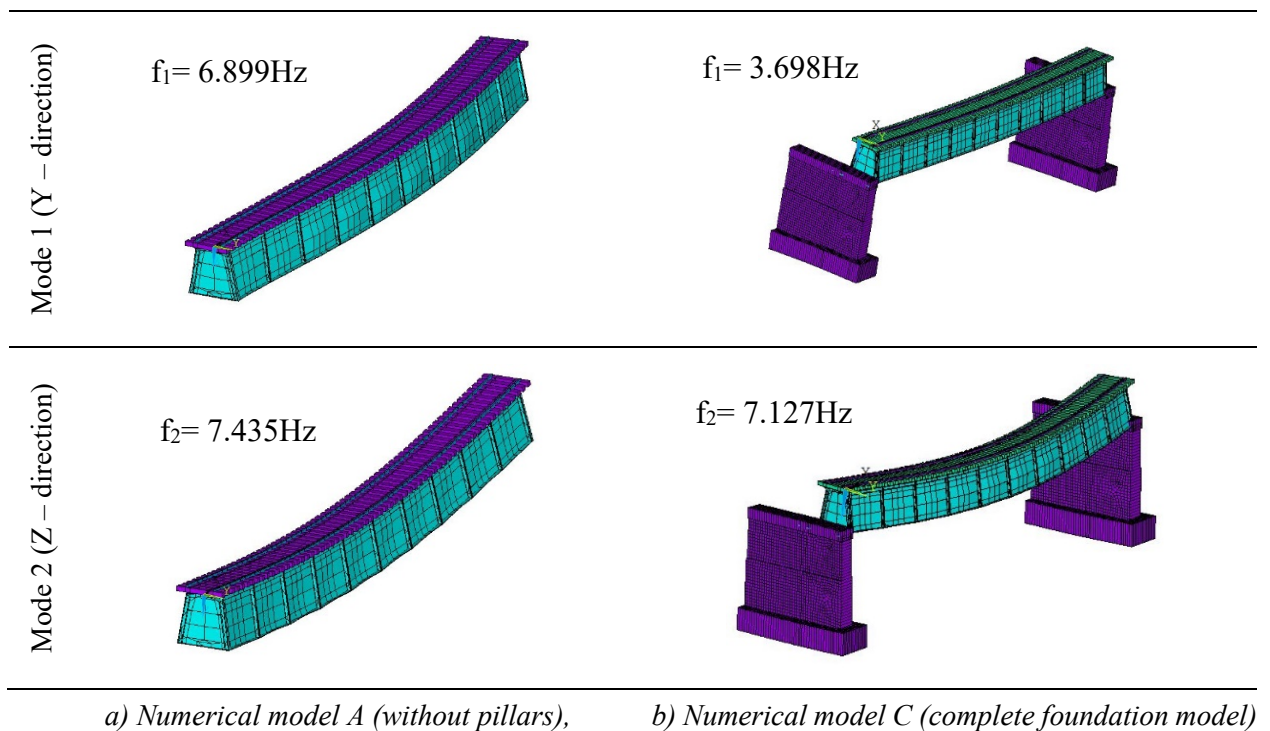 Mode 1 (Y – direction)
f₁= 6.899Hz
Y
f₁ = 3.698Hz
X
Y
Mode 2 (Z – direction)
f₂= 7.435Hz
Y
f₂ = 7.127Hz
X
Y
a) Numerical model A (without pillars),
b) Numerical model C (complete foundation model)